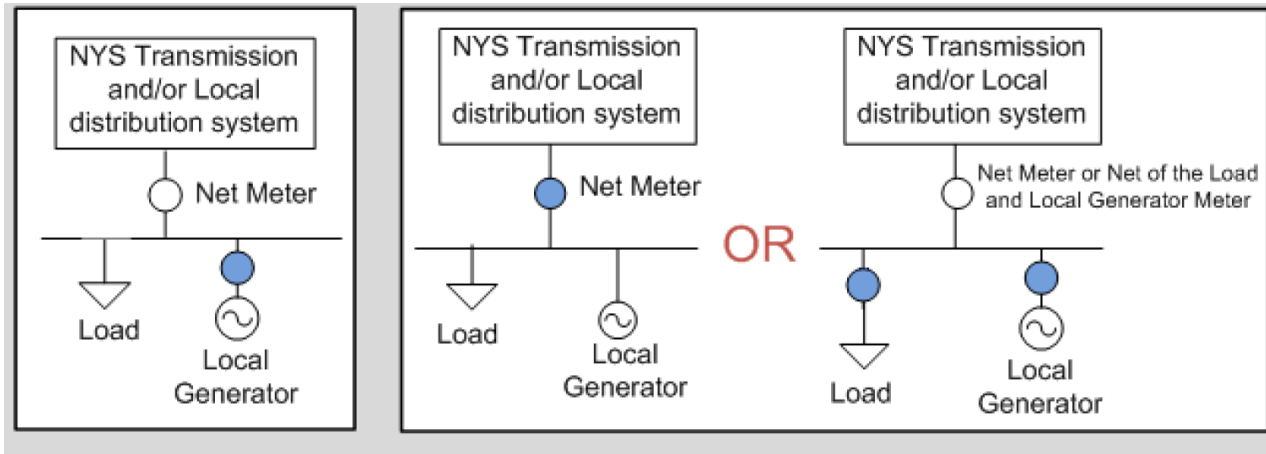 NYS Transmission
and/or Local
distribution system
Net Meter
Load
Local
Generator
NYS Transmission
and/or Local
distribution system
Net Meter
Load
Local
Generator
OR
NYS Transmission
and/or Local
distribution system
Net Meter or Net of the Load
and Local Generator Meter
Load
Local
Generator